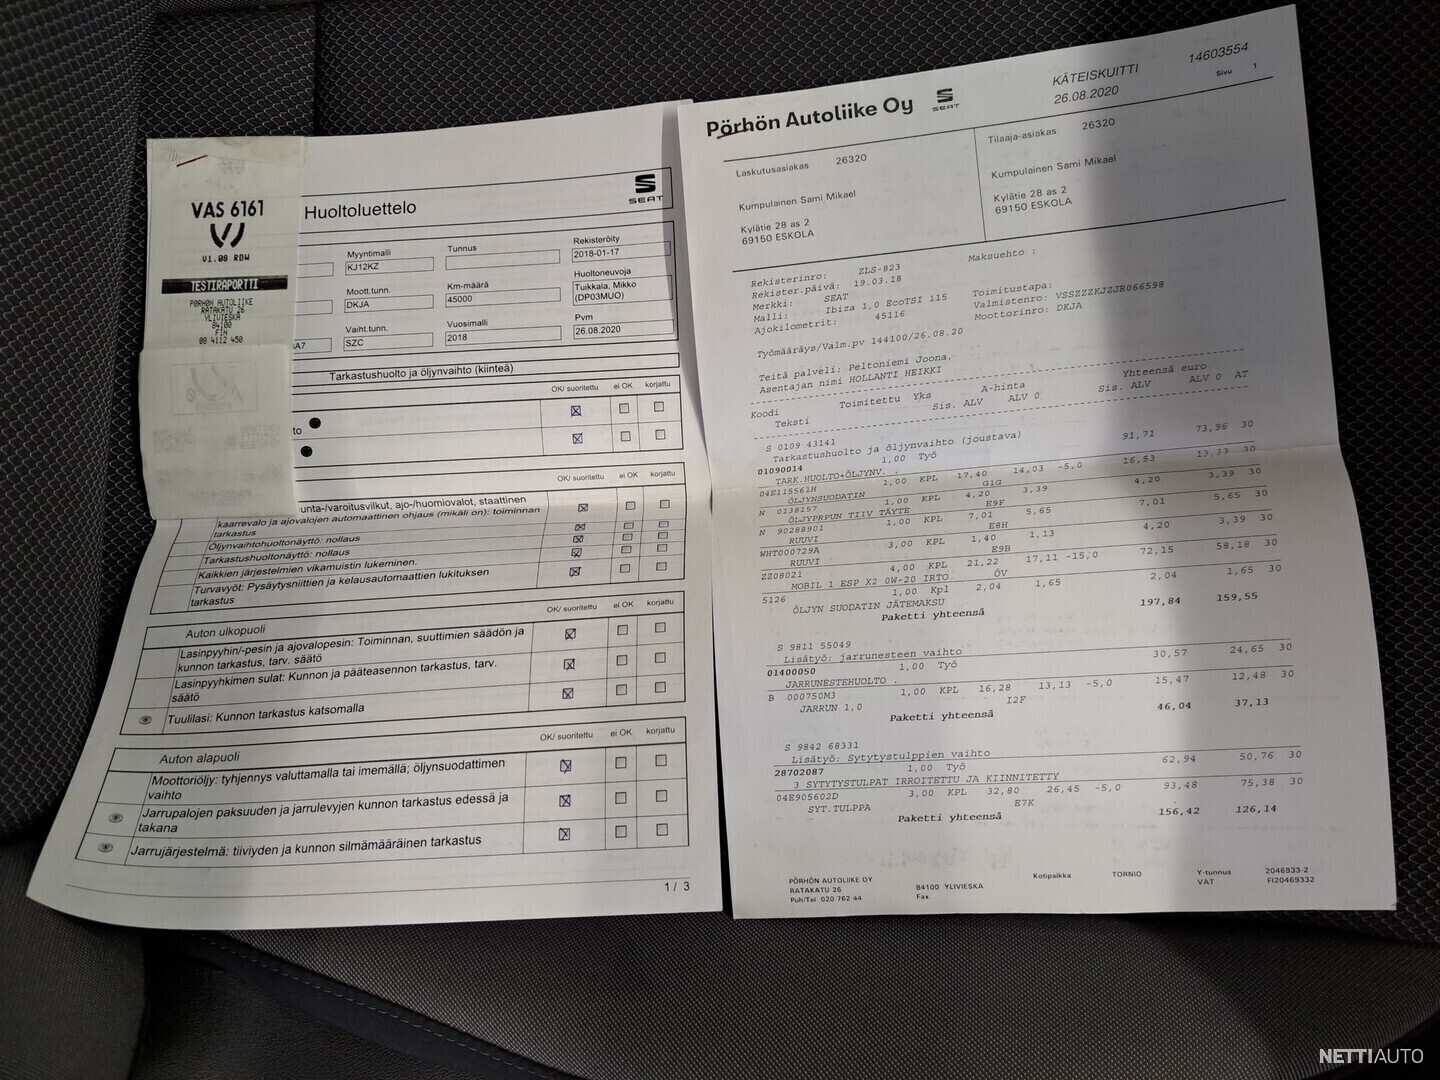 VAS 6161
V1.08 RDW
TESTIRAPORTTI
PÖRHÖN AUTOLIIKE
RATAKATU 26
YLIVIESKA
84100
FIN
08 4112 450
Huoltoluettelo
SEAT
Myyntimalli
KJ12KZ
Tunnus
Rekisteröity
2018-01-17
Moott.tunn.
DKJA
Km-määrä
45000
Huoltoneuvoja
Tuikkala, Mikko
(DP03MUO)
A7
Vaiht.tunn.
SZC
Vuosimalli
2018
Pvm
26.08.2020
Tarkastushuolto ja öljynvaihto (kiinteä)
OK/ suoritettu ei OK korjattu
to
OK/ suoritettu ei OK korjattu
unta-/varoitusvilkut, ajo-/huomiovalot, staattinen
kaarrevalo ja ajovalojen automaattinen ohjaus (mikäli on): toiminnan
tarkastus
Öljynvaihtohuoltonäyttö: nollaus
Tarkastushuoltonäyttö: nollaus
Kaikkien järjestelmien vikamuistin lukeminen.
Turvavyöt: Pysäytysniittien ja kelausautomaattien lukituksen
tarkastus
Auton ulkopuoli
OK/ suoritettu ei OK korjattu
Lasinpyyhin/-pesin ja ajovalopesin: Toiminnan, suuttimien säädön ja
kunnon tarkastus, tarv. säätö
Lasinpyyhkimen sulat: Kunnon ja pääteasennon tarkastus, tarv.
säätö
Tuulilasi: Kunnon tarkastus katsomalla
Auton alapuoli
OK/ suoritettu ei OK korjattu
Moottoriöljy: tyhjennys valuttamalla tai imemällä; öljynsuodattimen
vaihto
Jarrupalojen paksuuden ja jarrulevyjen kunnon tarkastus edessä ja
takana
Jarrujärjestelmä: tiiviyden ja kunnon silmämääräinen tarkastus
1 / 3
Pörhön Autoliike Oy
SEAT
KÄTEISKUITTI
14603554
26.08.2020
Sivu 1
Laskutusasiakas 26320
Kumpulainen Sami Mikael
Kylätie 28 as 2
69150 ESKOLA
Tilaaja-asiakas 26320
Kumpulainen Sami Mikael
Kylätie 28 as 2
69150 ESKOLA
Rekisterinro: ZLS-823
Maksuehto :
Rekister.päivä: 19.03.18
Merkki: SEAT
Toimitustapa:
Malli: Ibiza 1,0 EcoTSI 115
Valmistenro: VSSZZZKJZJR066598
Ajokilometrit: 45116
Moottorinro: DKJA
Työmääräys/Valm.pv 144100/26.08.20
Teitä palveli: Peltoniemi Joona,
Asentajan nimi HOLLANTI HEIKKI
Koodi Toimitettu Yks A-hinta Yhteensä euro
Teksti Sis. ALV ALV 0 Sis. ALV ALV 0 AT
S 0109 43141
Tarkastushuolto ja öljynvaihto (joustava)
01090014 1,00 Työ 91,71 73,96 30
TARK.HUOLTO+ÖLJYNV. .
04E115561H 1,00 KPL 17,40 14,03 -5,0 16,53 13,33 30
ÖLJYNSUODATIN G1G
N 0138157 1,00 KPL 4,20 3,39 4,20 3,39 30
ÖLJYPRPUN TIIV TÄYTE E9F
N 90288901 1,00 KPL 7,01 5,65 7,01 5,65 30
RUUVI E8H
WHT000729A 3,00 KPL 1,40 1,13 4,20 3,39 30
RUUVI E9B
ZZ08021 4,00 KPL 21,22 17,11 -15,0 72,15 58,18 30
MOBIL 1 ESP X2 0W-20 IRTO ÖV
5126 1,00 Kpl 2,04 1,65 2,04 1,65 30
ÖLJYN SUODATIN JÄTEMAKSU
Paketti yhteensä 197,84 159,55
S 9811 55049
Lisätyö: jarrunesteen vaihto
01400050 1,00 Työ 30,57 24,65 30
JARRUNESTEHUOLTO .
B 000750M3 1,00 KPL 16,28 13,13 -5,0 15,47 12,48 30
JARRUN 1,0 I2F
Paketti yhteensä 46,04 37,13
S 9842 68331
Lisätyö: Sytytystulppien vaihto
28702087 1,00 Työ 62,94 50,76 30
3 SYTYTYSTULPAT IRROITETTU JA KIINNITETTY
04E905602D 3,00 KPL 32,80 26,45 -5,0 93,48 75,38 30
SYT.TULPPA E7K
Paketti yhteensä 156,42 126,14
PÖRHÖN AUTOLIIKE OY
RATAKATU 26
Puh/Tel 020 762 44
84100 YLIVIESKA
Fax
Kotipaikka TORNIO
Y-tunnus 2046933-2
VAT FI20469332
NETTIAUTO